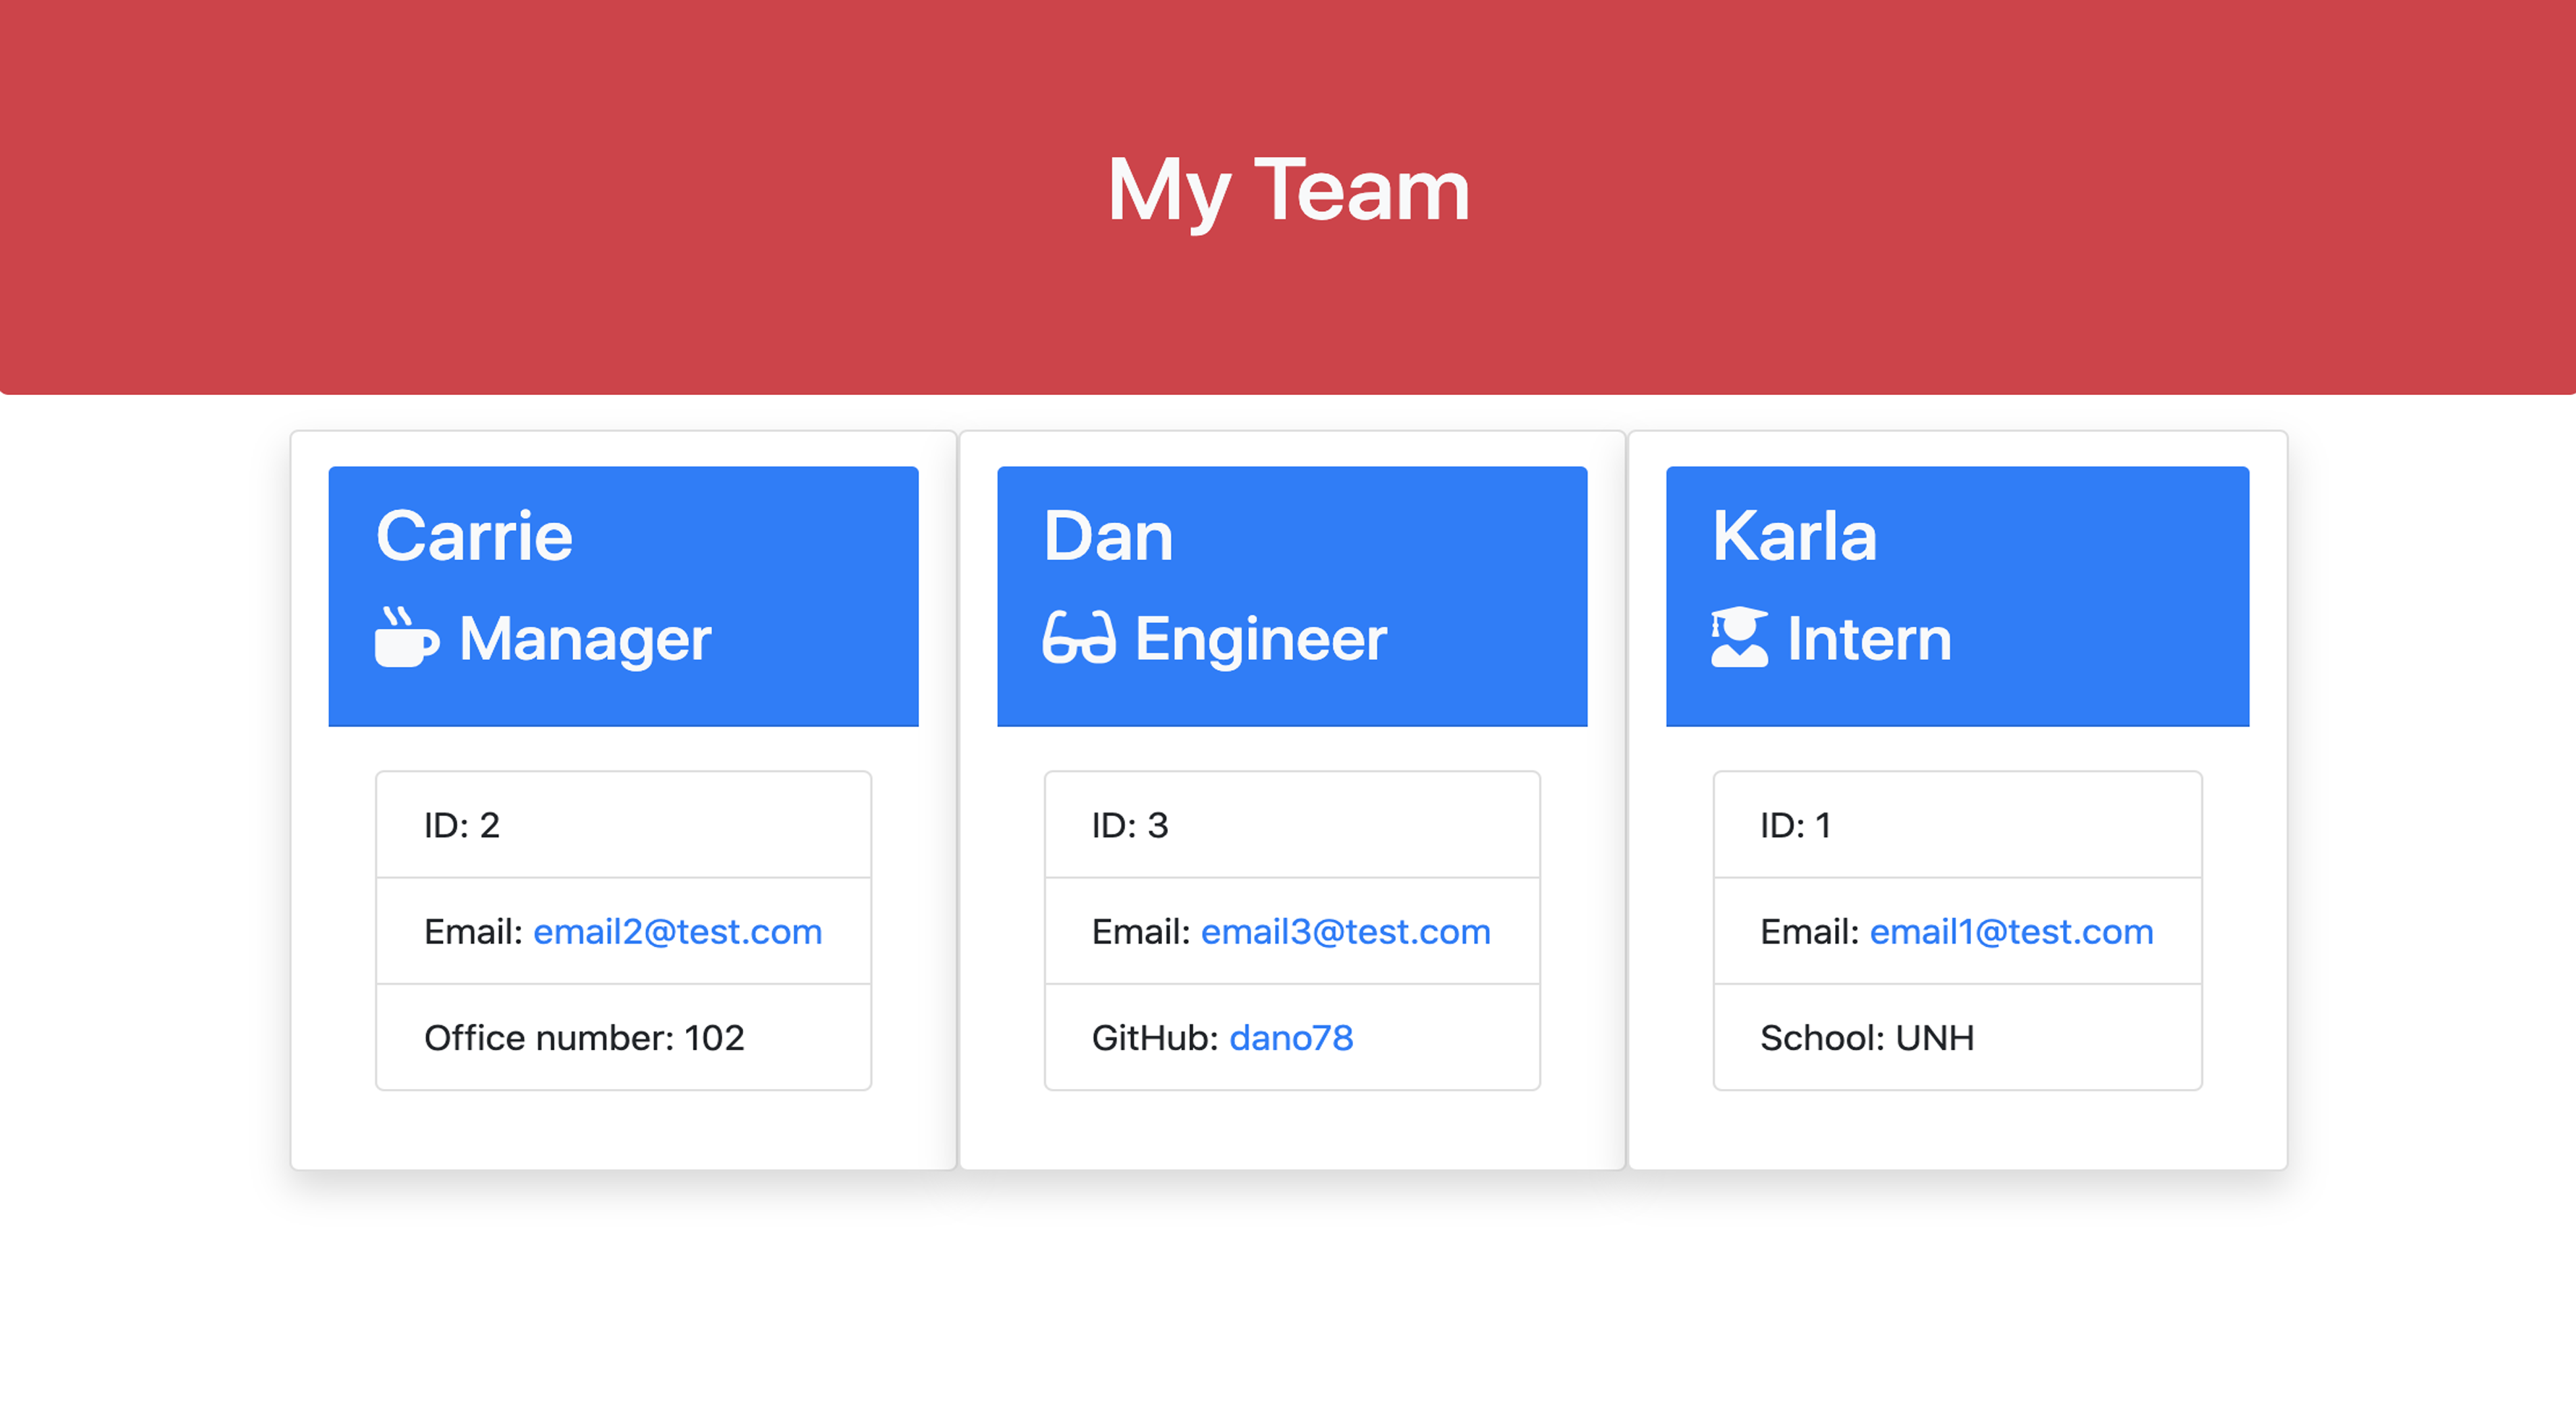 My Team
Carrie
Manager
ID: 2
Email: email2@test.com
Office number: 102
Dan
Engineer
ID: 3
Email: email3@test.com
GitHub: dano78
Karla
Intern
ID: 1
Email: email1@test.com
School: UNH